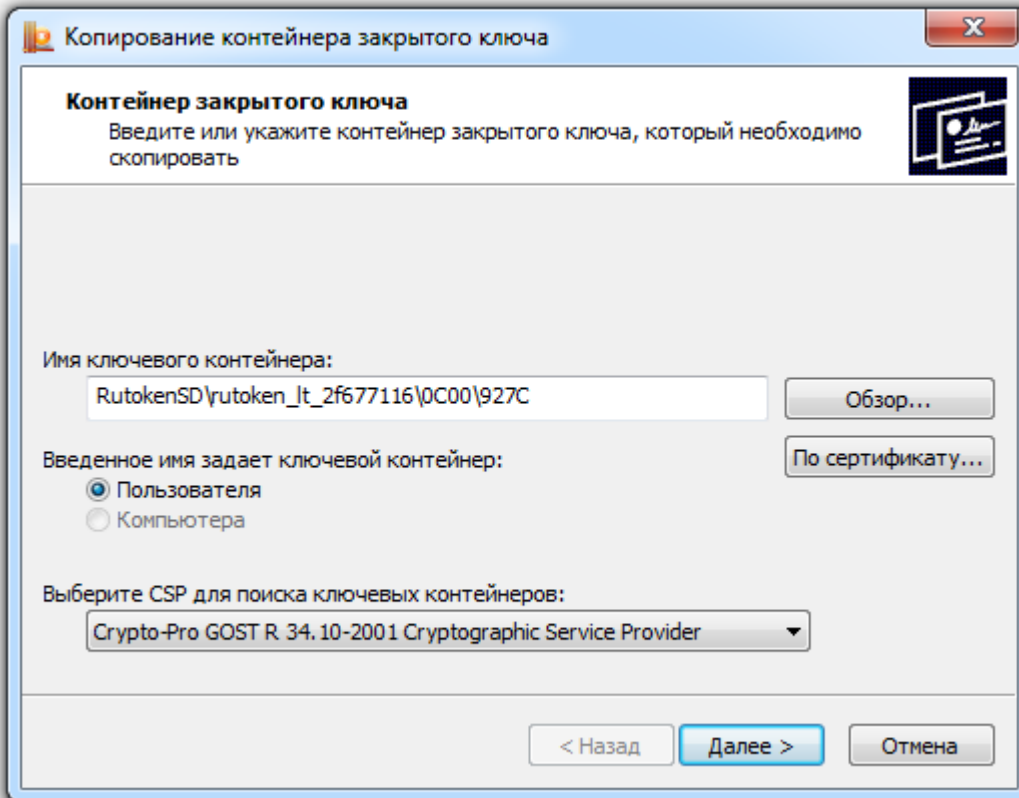 Копирование контейнера закрытого ключа
Контейнер закрытого ключа
Введите или укажите контейнер закрытого ключа, который необходимо
скопировать
Имя ключевого контейнера:
RutokenSD\rutoken_lt_2f677116\0C00\927C
Обзор...
По сертификату...
Введенное имя задает ключевой контейнер:
Пользователя
Компьютера
Выберите CSP для поиска ключевых контейнеров:
Crypto-Pro GOST R 34.10-2001 Cryptographic Service Provider
< Назад
Далее >
Отмена